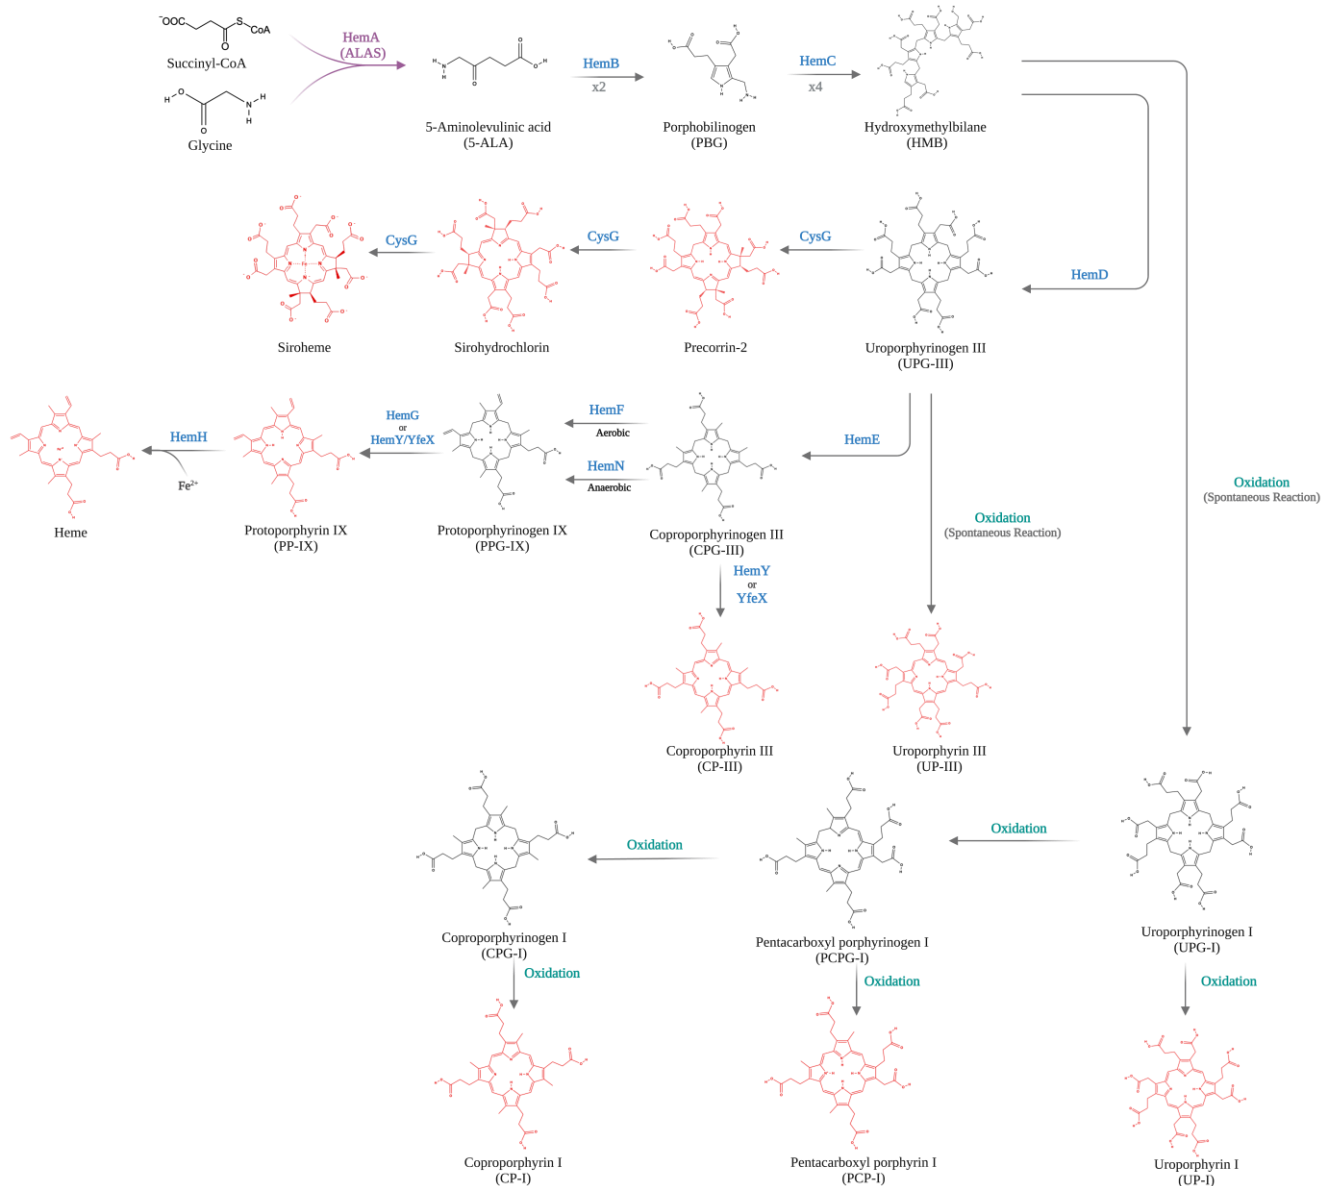 ⁻OOC
S
CoA
O
Succinyl-CoA
HemA
(ALAS)
Glycine
5-Aminolevulinic acid
(5-ALA)
HemB
x2
Porphobilinogen
(PBG)
HemC
x4
Hydroxymethylbilane
(HMB)
Siroheme
CysG
Sirohydrochlorin
CysG
Precorrin-2
CysG
Uroporphyrinogen III
(UPG-III)
HemD
Heme
HemH
Fe²⁺
Protoporphyrin IX
(PP-IX)
HemG
or
HemY/YfeX
Protoporphyrinogen IX
(PPG-IX)
HemF
Aerobic
HemN
Anaerobic
Coproporphyrinogen III
(CPG-III)
HemE
Oxidation
(Spontaneous Reaction)
Oxidation
(Spontaneous Reaction)
HemY
or
YfeX
Coproporphyrin III
(CP-III)
Uroporphyrin III
(UP-III)
Coproporphyrinogen I
(CPG-I)
Oxidation
Pentacarboxyl porphyrinogen I
(PCPG-I)
Oxidation
Uroporphyrinogen I
(UPG-I)
Oxidation
Oxidation
Oxidation
Coproporphyrin I
(CP-I)
Pentacarboxyl porphyrin I
(PCP-I)
Uroporphyrin I
(UP-I)